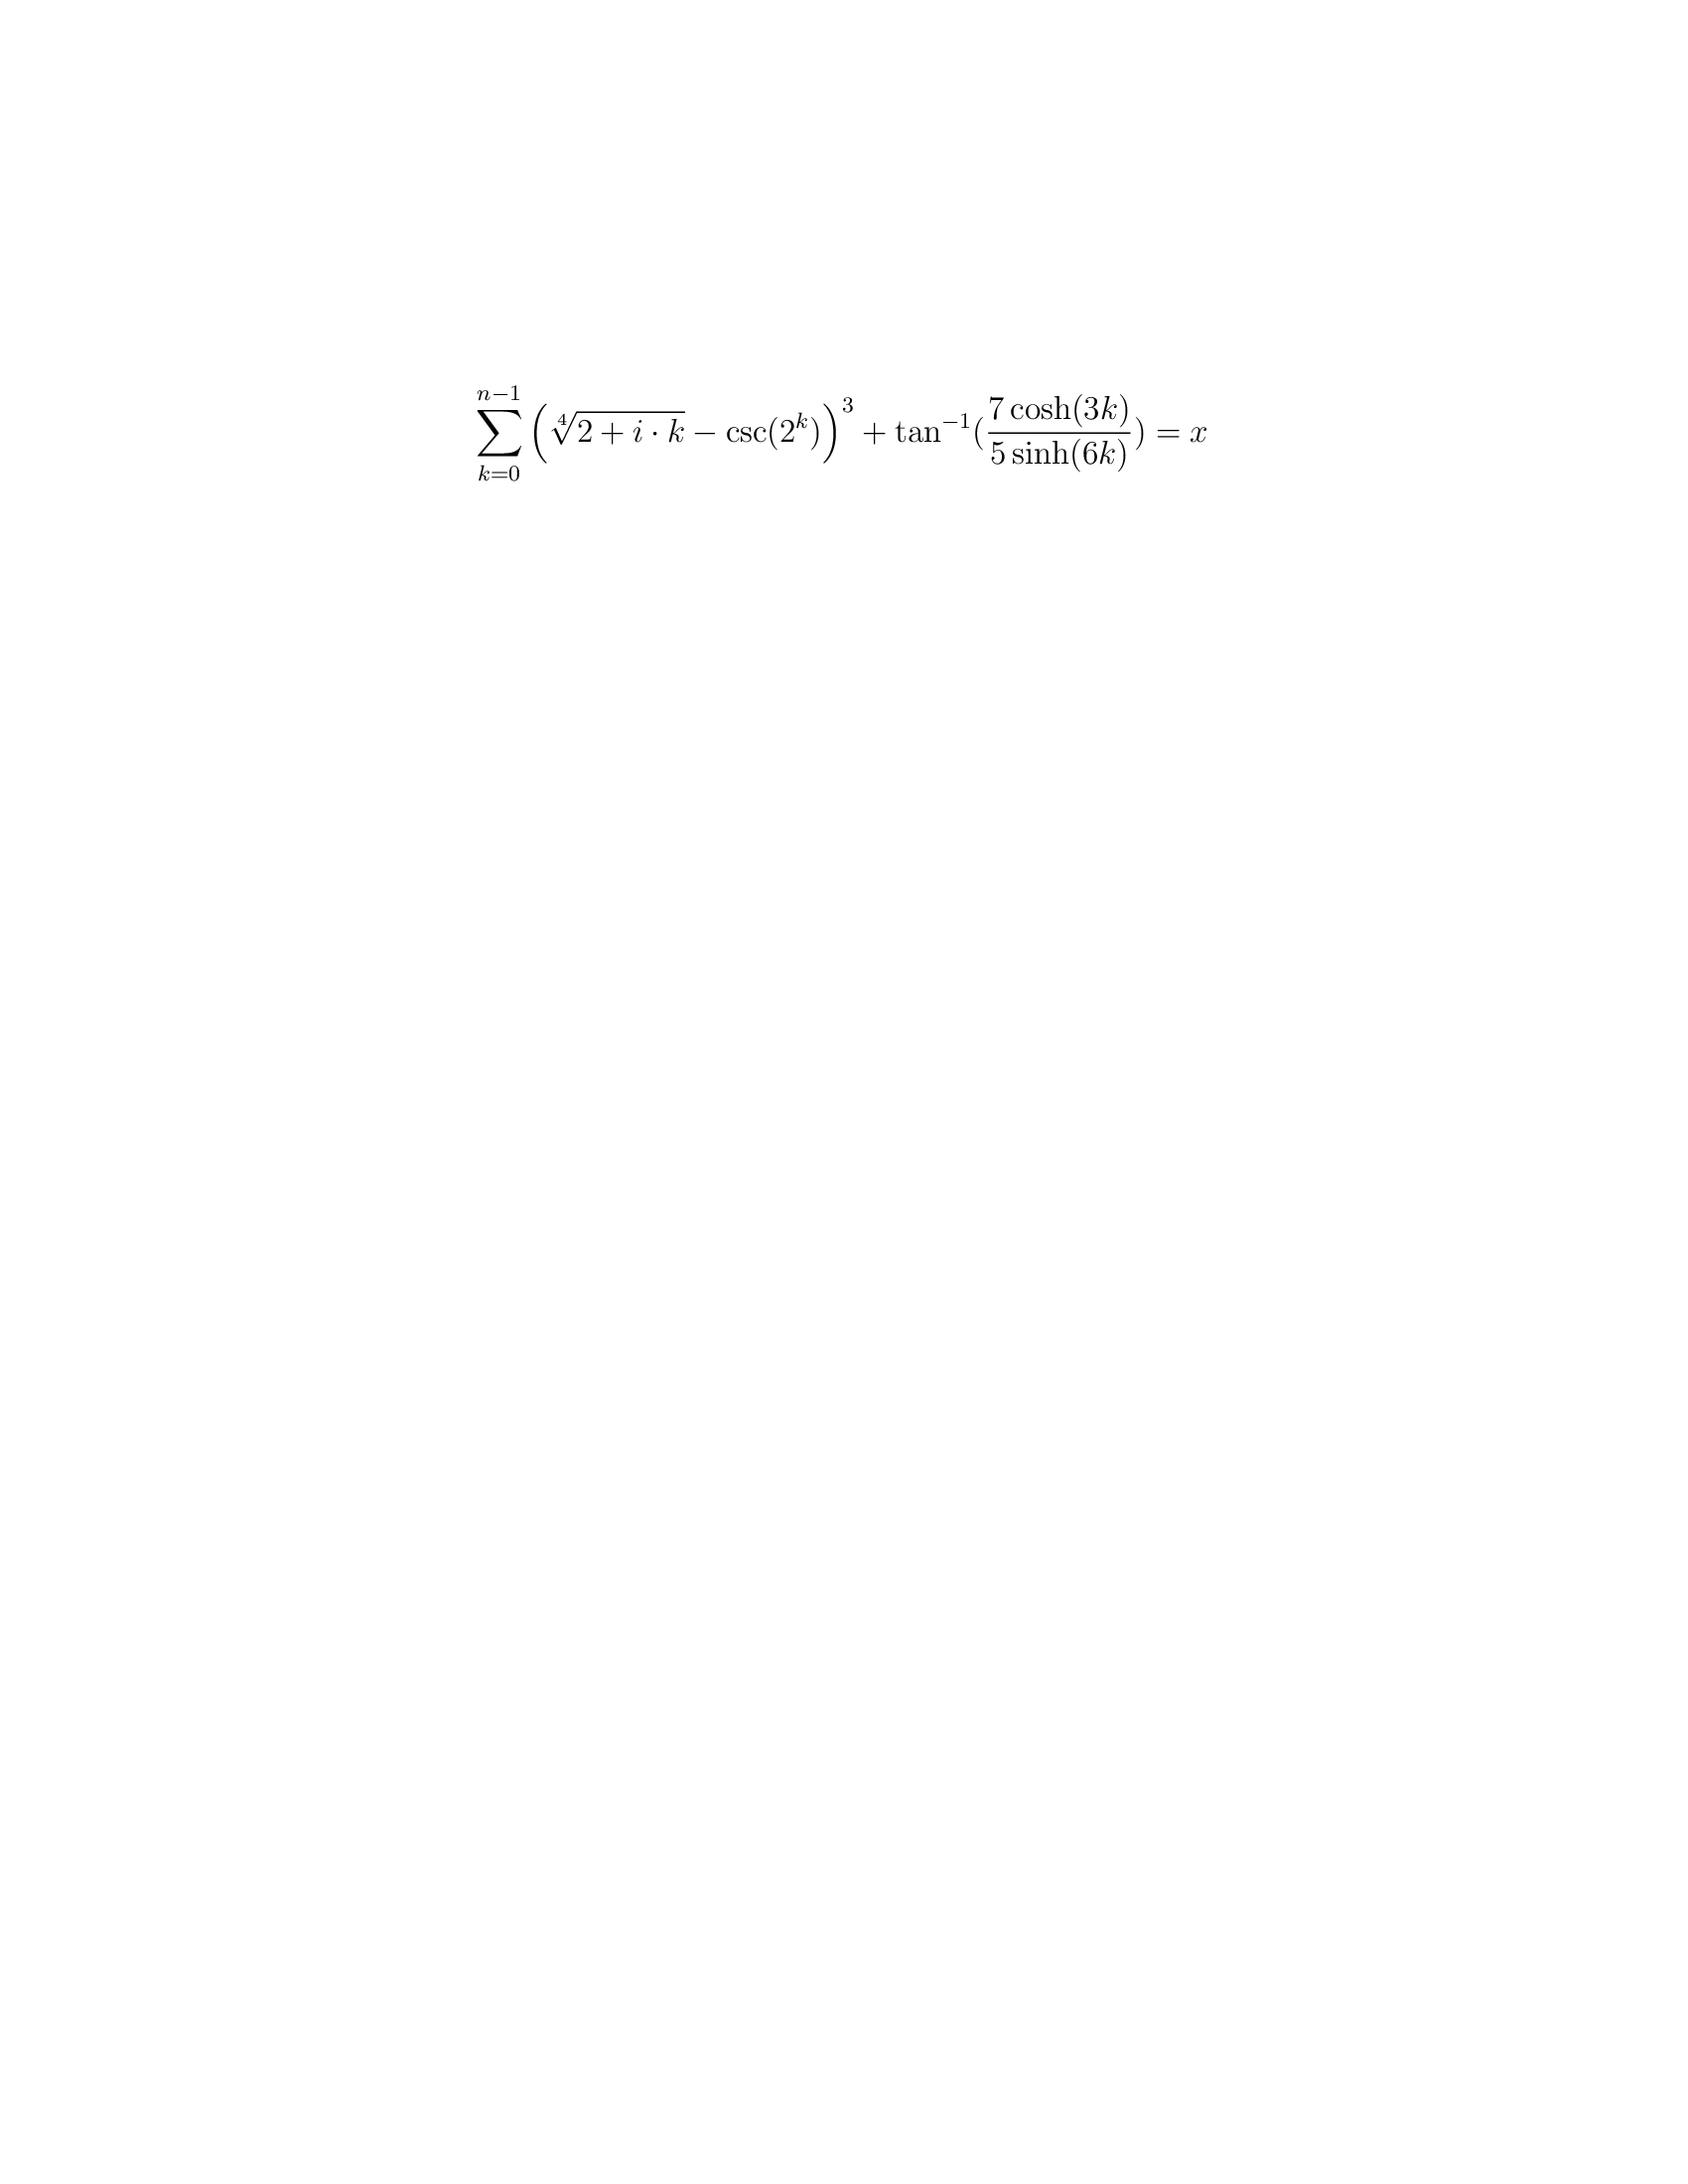 \sum_{k=0}^{n-1} \left( \sqrt[4]{2 + i \cdot k} - \csc(2^k) \right)^3 + \tan^{-1}(\frac{7 \cosh(3k)}{5 \sinh(6k)}) = x